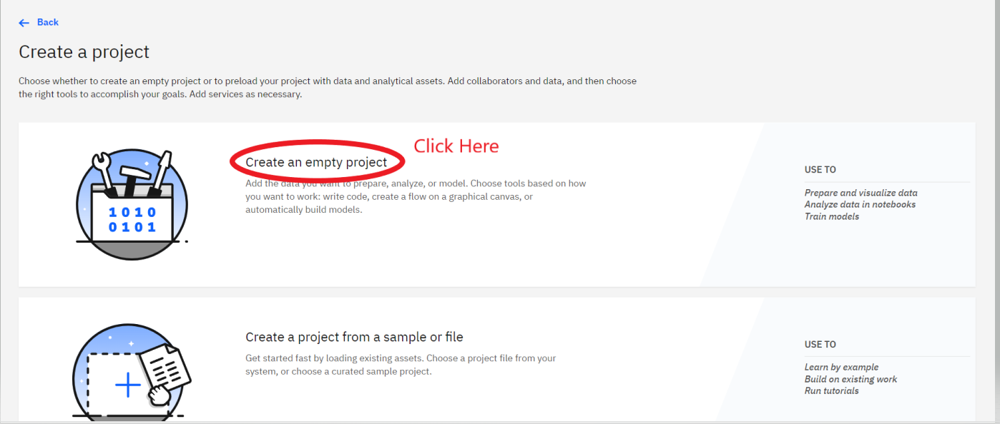 Back
Create a project
Choose whether to create an empty project or to preload your project with data and analytical assets. Add collaborators and data, and then choose
the right tools to accomplish your goals. Add services as necessary.
Click Here
Create an empty project
Add the data you want to prepare, analyze, or model. Choose tools based on how
you want to work: write code, create a flow on a graphical canvas, or
automatically build models.
1010
0101
USE TO
Prepare and visualize data
Analyze data in notebooks
Train models
Create a project from a sample or file
Get started fast by loading existing assets. Choose a project file from your
system, or choose a curated sample project.
USE TO
Learn by example
Build on existing work
Run tutorials